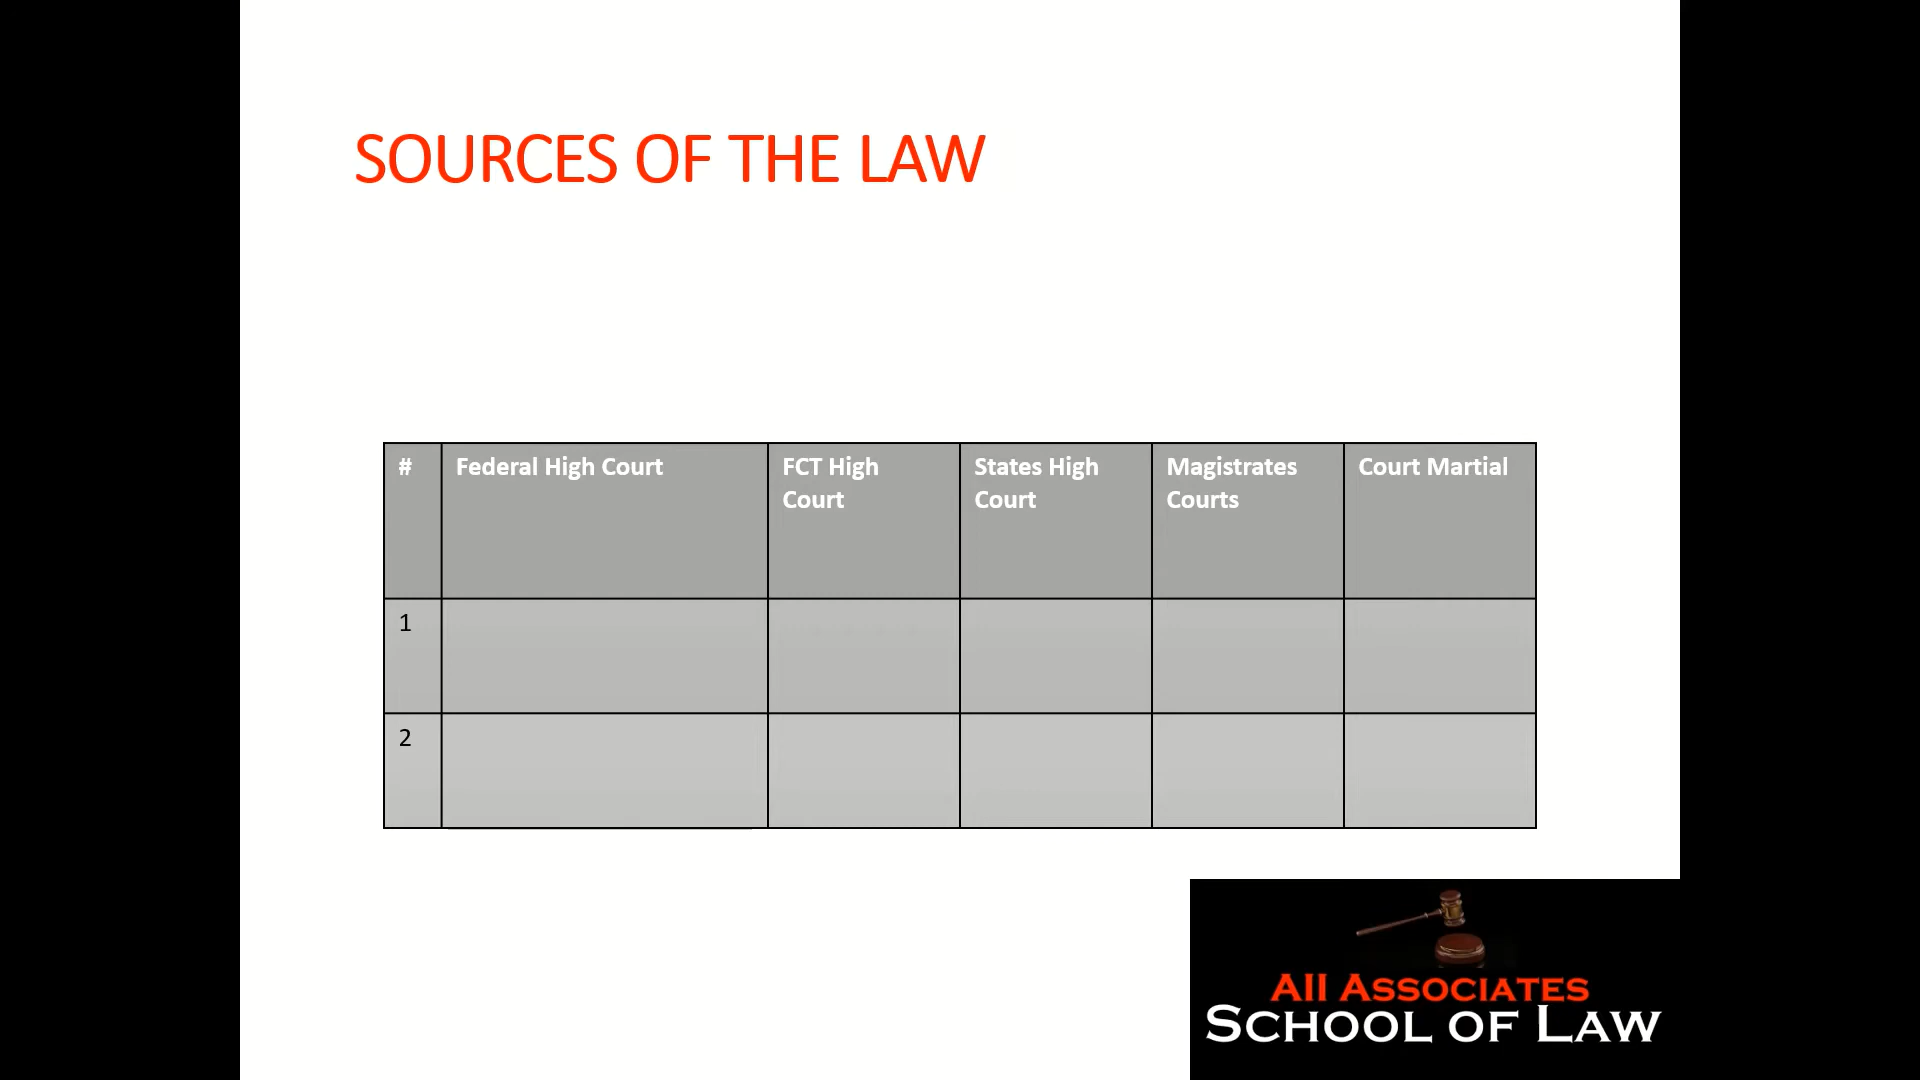 SOURCES OF THE LAW
# Federal High Court FCT High Court States High Court Magistrates Courts Court Martial
1
2
AII ASSOCIATES
SCHOOL OF LAW